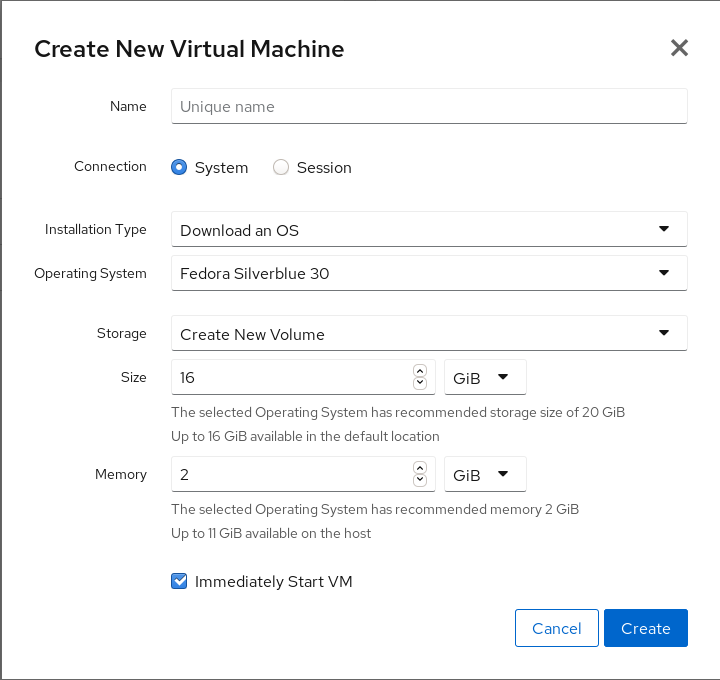 Create New Virtual Machine
Name Unique name
Connection System Session
Installation Type Download an OS
Operating System Fedora Silverblue 30
Storage Create New Volume
Size 16 GiB
The selected Operating System has recommended storage size of 20 GiB
Up to 16 GiB available in the default location
Memory 2 GiB
The selected Operating System has recommended memory 2 GiB
Up to 11 GiB available on the host
Immediately Start VM
Cancel Create